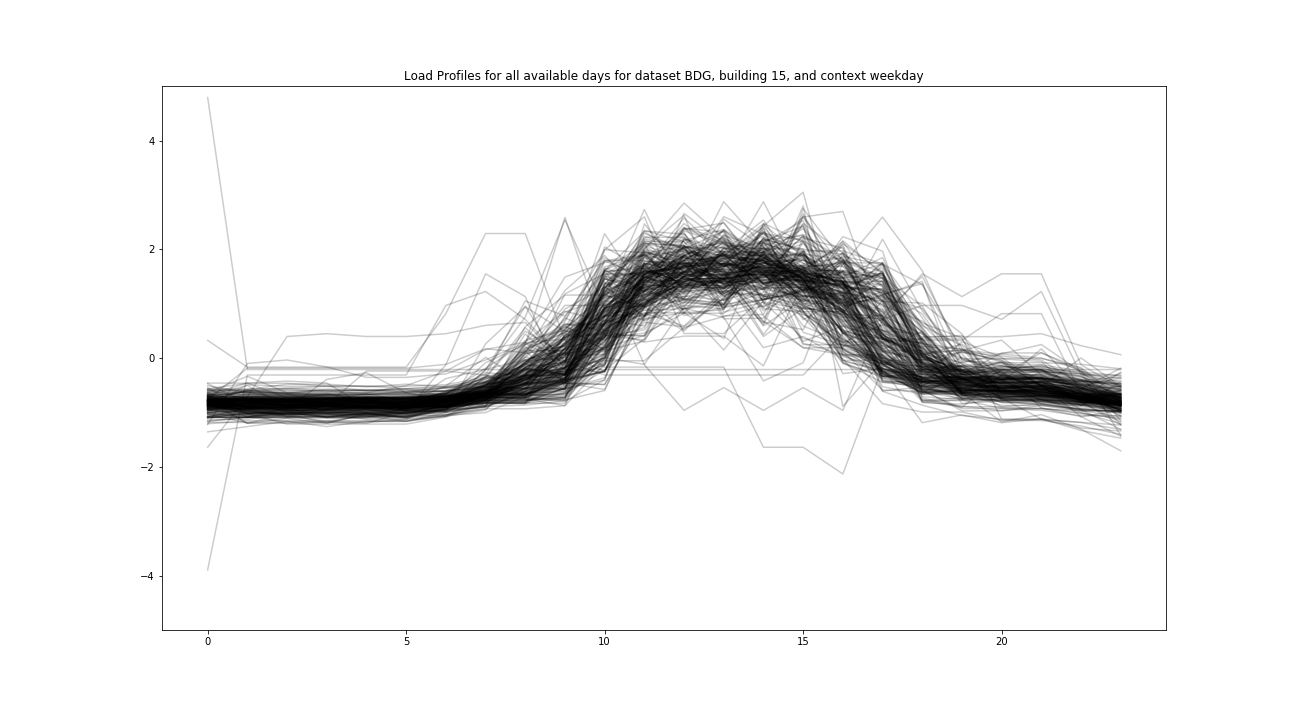 Load Profiles for all available days for dataset BDG, building 15, and context weekday
4
2
0
−2
−4
0 5 10 15 20